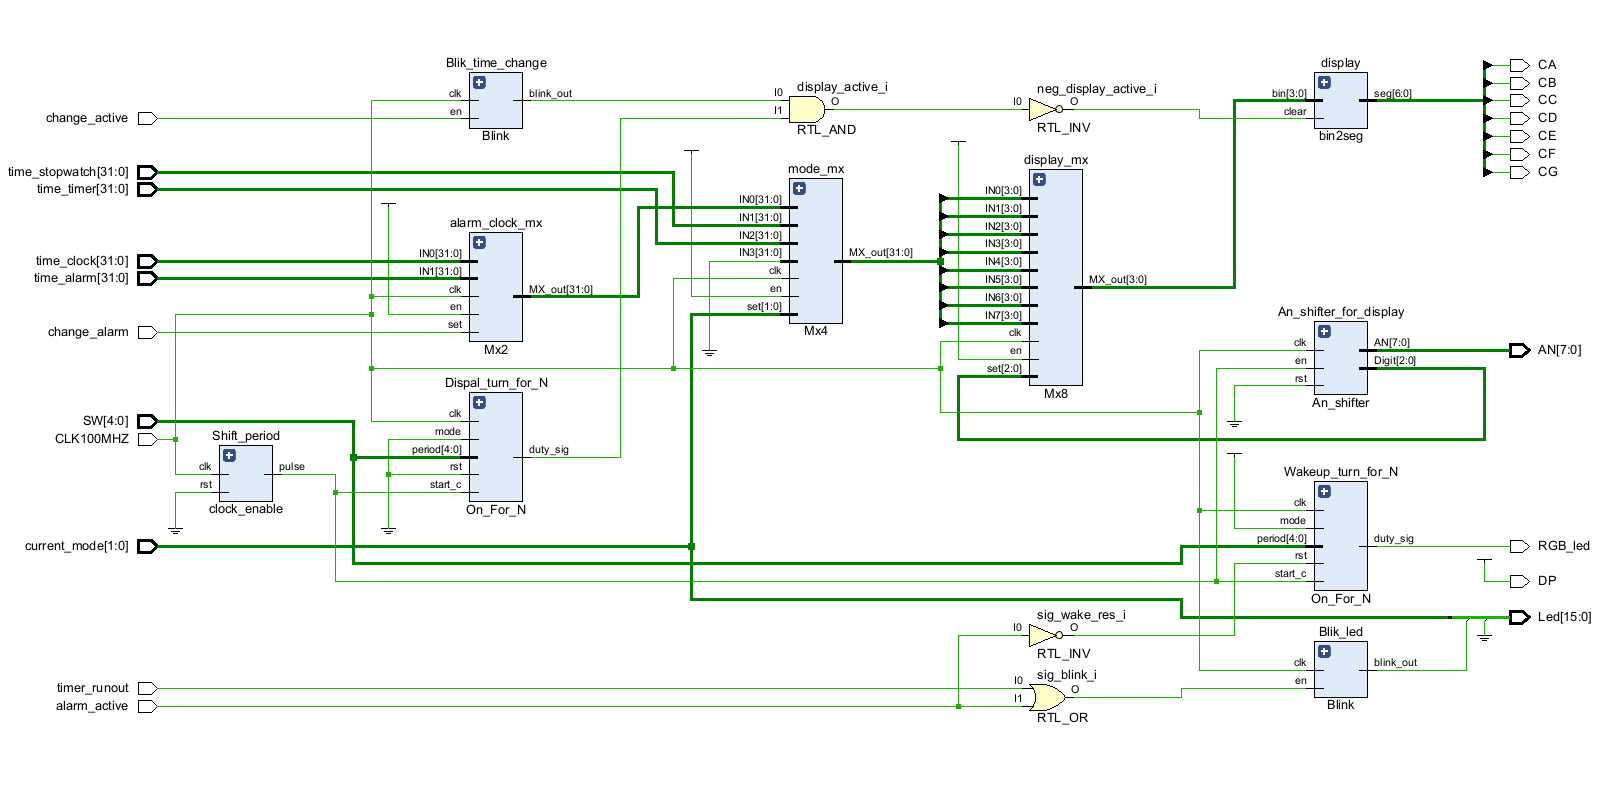 Blik_time_change
clk
en
blink_out
Blink
change_active
display_active_i
I0
I1
O
RTL_AND
neg_display_active_i
I0
O
RTL_INV
display
bin[3:0]
clear
seg[6:0]
bin2seg
CA
CB
CC
CD
CE
CF
CG
time_stopwatch[31:0]
time_timer[31:0]
time_clock[31:0]
time_alarm[31:0]
change_alarm
alarm_clock_mx
IN0[31:0]
IN1[31:0]
clk
en
set
MX_out[31:0]
Mx2
mode_mx
IN0[31:0]
IN1[31:0]
IN2[31:0]
IN3[31:0]
clk
en
set[1:0]
MX_out[31:0]
Mx4
display_mx
IN0[3:0]
IN1[3:0]
IN2[3:0]
IN3[3:0]
IN4[3:0]
IN5[3:0]
IN6[3:0]
IN7[3:0]
clk
en
set[2:0]
MX_out[3:0]
Mx8
An_shifter_for_display
clk
en
rst
AN[7:0]
Digit[2:0]
An_shifter
AN[7:0]
SW[4:0]
CLK100MHZ
Shift_period
clk
rst
pulse
clock_enable
Dispal_turn_for_N
clk
mode
period[4:0]
rst
start_c
duty_sig
On_For_N
current_mode[1:0]
Wakeup_turn_for_N
clk
mode
period[4:0]
rst
start_c
duty_sig
On_For_N
RGB_led
DP
Led[15:0]
sig_wake_res_i
I0
O
RTL_INV
Blik_led
clk
en
blink_out
Blink
timer_runout
alarm_active
sig_blink_i
I0
I1
O
RTL_OR